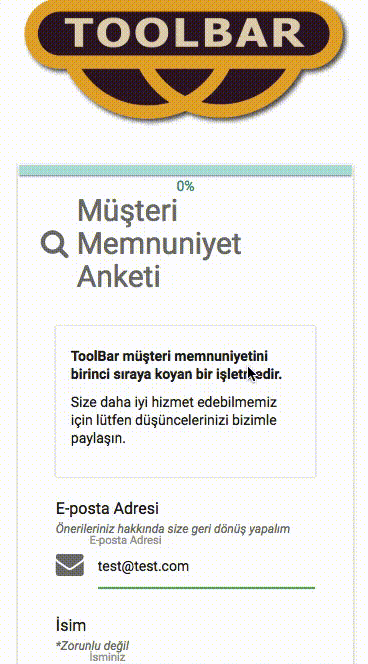 TOOLBAR
0%
Müşteri
Memnuniyet
Anketi
ToolBar müşteri memnuniyetini
birinci sıraya koyan bir işletmedir.
Size daha iyi hizmet edebilmemiz
için lütfen düşüncelerinizi bizimle
paylaşın.
E-posta Adresi
Önerileriniz hakkında size geri dönüş yapalım
E-posta Adresi
test@test.com
İsim
*Zorunlu değil
İsminiz